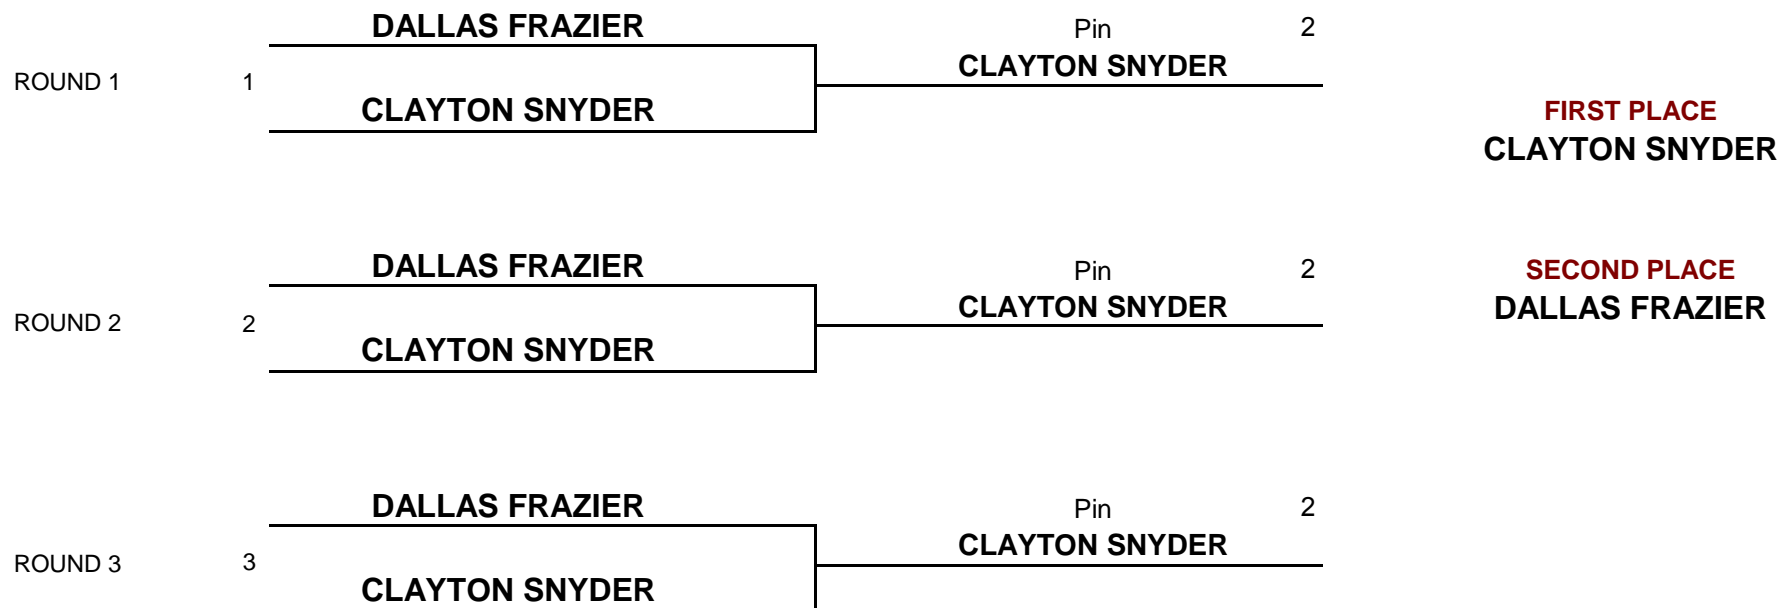 DALLAS FRAZIER
Pin 2
CLAYTON SNYDER
ROUND 1 1
CLAYTON SNYDER
FIRST PLACE
CLAYTON SNYDER
DALLAS FRAZIER
Pin 2
SECOND PLACE
CLAYTON SNYDER
DALLAS FRAZIER
ROUND 2 2
CLAYTON SNYDER
DALLAS FRAZIER
Pin 2
CLAYTON SNYDER
ROUND 3 3
CLAYTON SNYDER